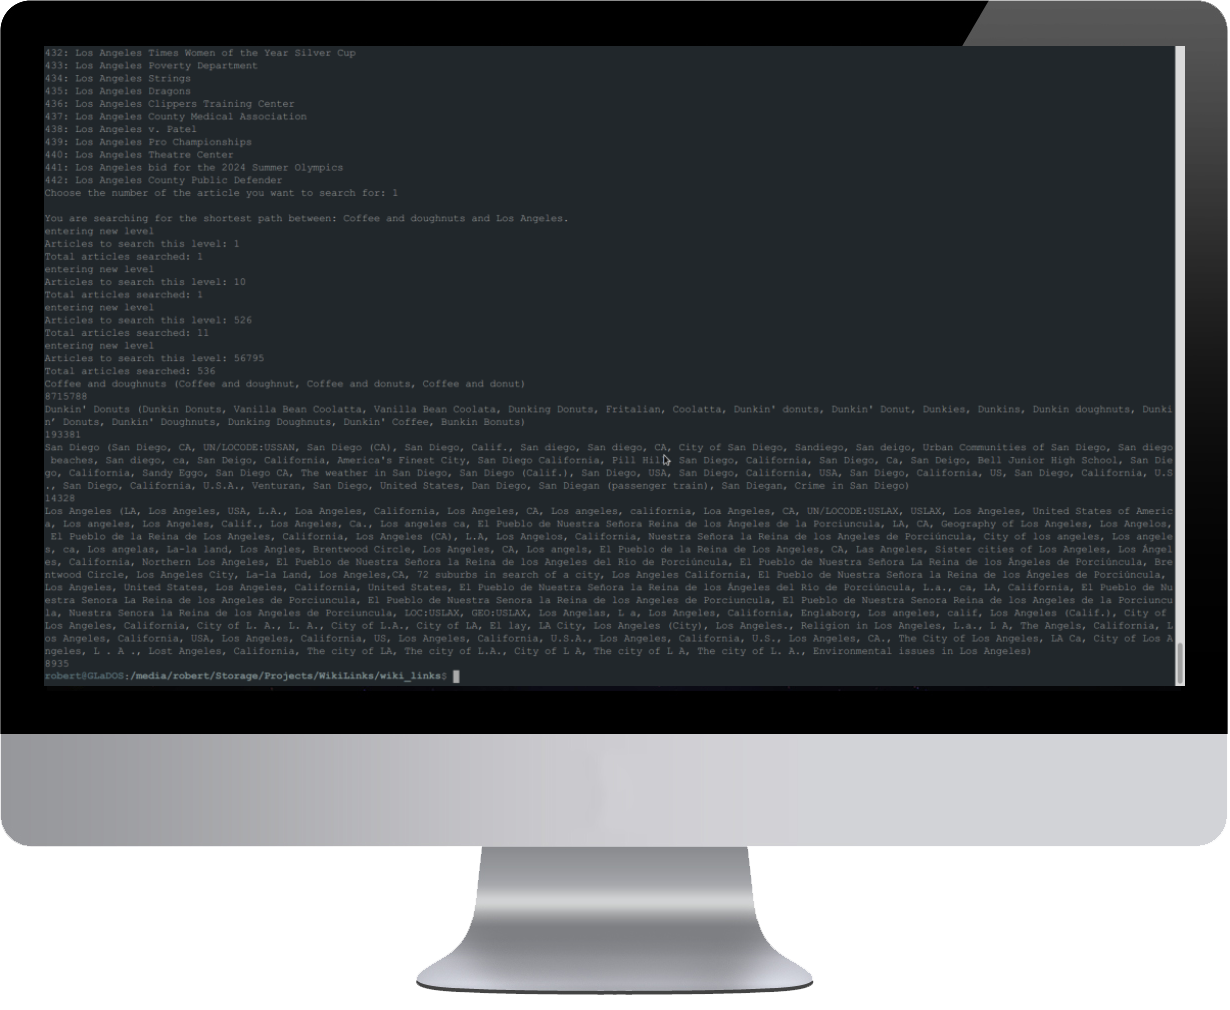 432: Los Angeles Times Women of the Year Silver Cup
433: Los Angeles Poverty Department
434: Los Angeles Strings
435: Los Angeles Dragons
436: Los Angeles Clippers Training Center
437: Los Angeles County Medical Association
438: Los Angeles v. Patel
439: Los Angeles Pro Championships
440: Los Angeles Theatre Center
441: Los Angeles bid for the 2024 Summer Olympics
442: Los Angeles County Public Defender
Choose the number of the article you want to search for: 1
You are searching for the shortest path between: Coffee and doughnuts and Los Angeles.
entering new level
Articles to search this level: 1
Total articles searched: 1
entering new level
Articles to search this level: 10
Total articles searched: 1
entering new level
Articles to search this level: 526
Total articles searched: 11
entering new level
Articles to search this level: 56795
Total articles searched: 536
Coffee and doughnuts (Coffee and doughnut, Coffee and donuts, Coffee and donut)
8715788
Dunkin' Donuts (Dunkin Donuts, Vanilla Bean Coolatta, Vanilla Bean Coolata, Dunking Donuts, Fritalian, Coolatta, Dunkin' donuts, Dunkin' Donut, Dunkies, Dunkins, Dunkin doughnuts, Dunki
n’ Donuts, Dunkin' Doughnuts, Dunking Doughnuts, Dunkin' Coffee, Bunkin Bonuts)
193381
San Diego (San Diego, CA, UN/LOCODE:USSAN, San Diego (CA), San Diego, Calif., San diego, San diego, CA, City of San Diego, Sandiego, San deigo, Urban Communities of San Diego, San diego
beaches, San diego, ca, San Deigo, California, America's Finest City, San Diego California, Pill Hill, San Diego, California, San Diego, Ca, San Deigo, Bell Junior High School, San Die
go, California, Sandy Eggo, San Diego CA, The weather in San Diego, San Diego (Calif.), San Diego, USA, San Diego, California, USA, San Diego, California, US, San Diego, California, U.S
., San Diego, California, U.S.A., Venturan, San Diego, United States, Dan Diego, San Diegan (passenger train), San Diegan, Crime in San Diego)
14328
Los Angeles (LA, Los Angeles, USA, L.A., Loa Angeles, California, Los Angeles, CA, Los angeles, california, Loa Angeles, CA, UN/LOCODE:USLAX, USLAX, Los Angeles, United States of Americ
a, Los angeles, Los Angeles, Calif., Los Angeles, Ca., Los angeles ca, El Pueblo de Nuestra Señora Reina de los Ángeles de la Porciuncula, LA, CA, Geography of Los Angeles, Los Angelos,
El Pueblo de la Reina de Los Angeles, California, Los Angeles (CA), L.A, Los Angelos, California, Nuestra Señora la Reina de los Angeles de Porciúncula, City of los angeles, Los angele
s, ca, Los angelas, La-la land, Los Angles, Brentwood Circle, Los Angeles, CA, Los angels, El Pueblo de la Reina de Los Angeles, CA, Las Angeles, Sister cities of Los Angeles, Los Ángel
es, California, Northern Los Angeles, El Pueblo de Nuestra Señora la Reina de los Angeles del Rio de Porciúncula, El Pueblo de Nuestra Señora La Reina de los Ángeles de Porciúncula, Bre
ntwood Circle, Los Angeles City, La-la Land, Los Angeles,CA, 72 suburbs in search of a city, Los Angeles California, El Pueblo de Nuestra Señora la Reina de los Ángeles de Porciúncula,
Los Angeles, United States, Los Angeles, California, United States, El Pueblo de Nuestra Señora la Reina de los Ángeles del Río de Porciúncula, L.a., ca, LA, California, El Pueblo de Nu
estra Senora La Reina de los Angeles de Porciuncula, El Pueblo de Nuestra Senora la Reina de los Angeles de Porciuncula, El Pueblo de Nuestra Senora Reina de los Angeles de la Porciuncu
la, Nuestra Senora la Reina de los Angeles de Porciuncula, LOC:USLAX, GEO:USLAX, Los Angelas, L a, Los Angeles, California, Englaborg, Los angeles, calif, Los Angeles (Calif.), City of
Los Angeles, California, City of L. A., L. A., City of L.A., City of LA, El lay, LA City, Los Angeles (City), Los Angeles., Religion in Los Angeles, L.a., L A, The Angels, California, L
os Angeles, California, USA, Los Angeles, California, US, Los Angeles, California, U.S.A., Los Angeles, California, U.S., Los Angeles, CA., The City of Los Angeles, LA Ca, City of Los A
ngeles, L . A ., Lost Angeles, California, The city of LA, The city of L.A., City of L A, The city of L A, The city of L. A., Environmental issues in Los Angeles)
8935
robert@GLaDOS:/media/robert/Storage/Projects/WikiLinks/wiki_links$